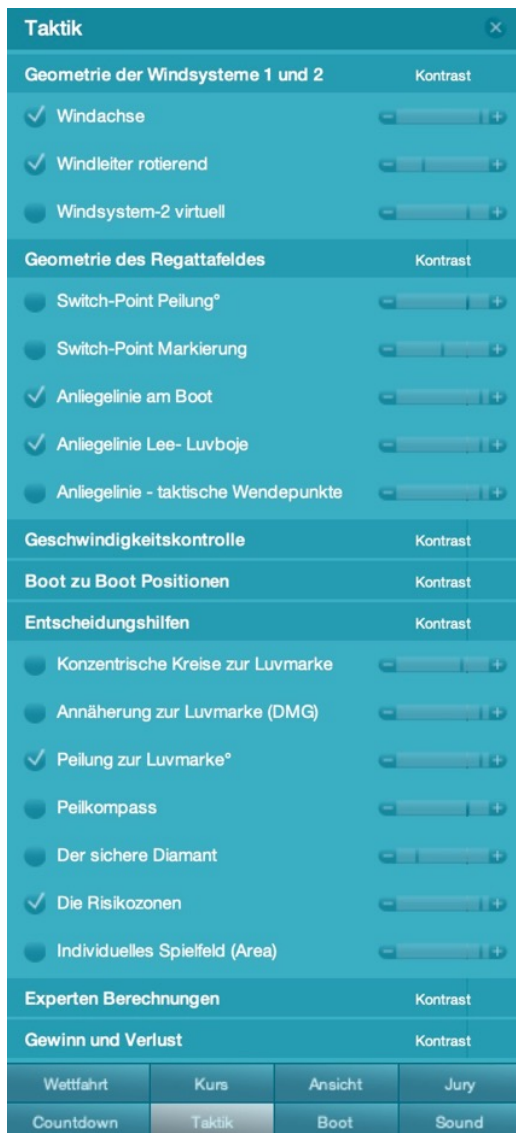 Taktik
Geometrie der Windsysteme 1 und 2 Kontrast
Windachse
Windleiter rotierend
Windsystem-2 virtuell
Geometrie des Regattafeldes Kontrast
Switch-Point Peilung°
Switch-Point Markierung
Anliegelinie am Boot
Anliegelinie Lee- Luvboje
Anliegelinie - taktische Wendepunkte
Geschwindigkeitskontrolle Kontrast
Boot zu Boot Positionen Kontrast
Entscheidungshilfen Kontrast
Konzentrische Kreise zur Luvmarke
Annäherung zur Luvmarke (DMG)
Peilung zur Luvmarke°
Peilkompass
Der sichere Diamant
Die Risikozonen
Individuelles Spielfeld (Area)
Experten Berechnungen Kontrast
Gewinn und Verlust Kontrast
Wettfahrt Kurs Ansicht Jury
Countdown Taktik Boot Sound